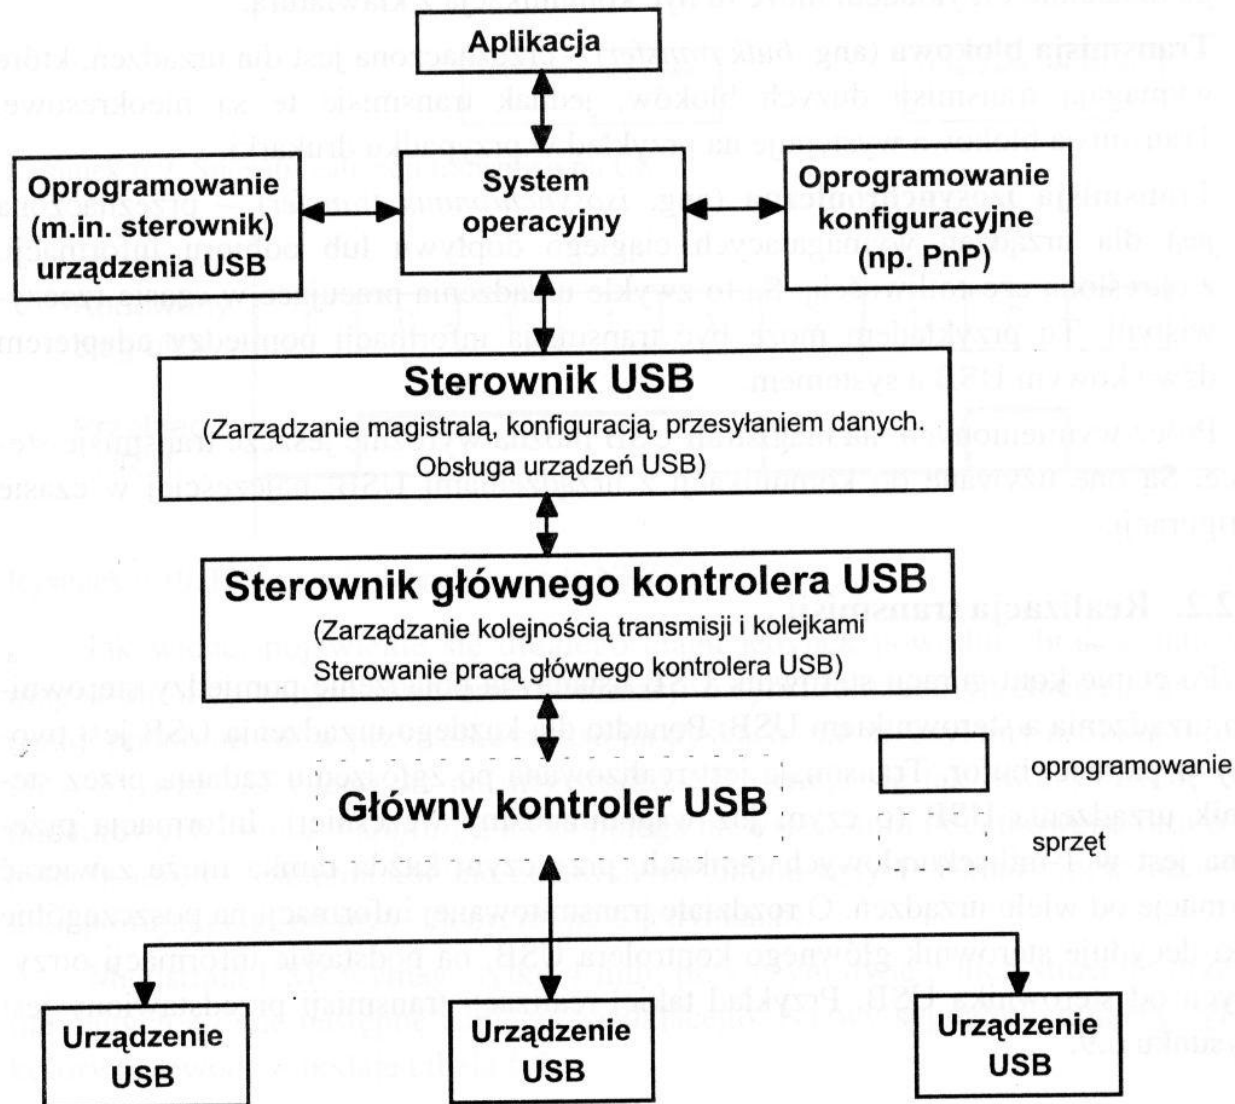 Aplikacja
Oprogramowanie
(m.in. sterownik)
urządzenia USB
System
operacyjny
Oprogramowanie
konfiguracyjne
(np. PnP)
Sterownik USB
(Zarządzanie magistralą, konfiguracją, przesyłaniem danych.
Obsługa urządzeń USB)
Sterownik głównego kontrolera USB
(Zarządzanie kolejnością transmisji i kolejkami
Sterowanie pracą głównego kontrolera USB)
Główny kontroler USB
oprogramowanie
sprzęt
Urządzenie
USB
Urządzenie
USB
Urządzenie
USB